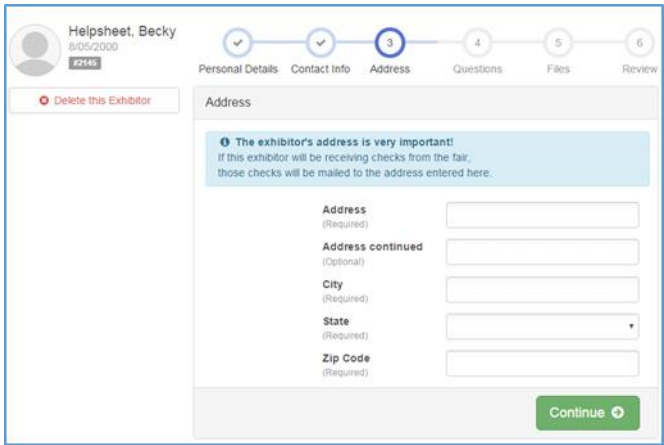 Helpsheet, Becky
8/05/2000
#2145
Delete this Exhibitor
3
4
5
6
Personal Details
Contact Info
Address
Questions
Files
Review
Address
The exhibitor's address is very important!
If this exhibitor will be receiving checks from the fair,
those checks will be mailed to the address entered here.
Address
(Required)
Address continued
(Optional)
City
(Required)
State
(Required)
Zip Code
(Required)
Continue